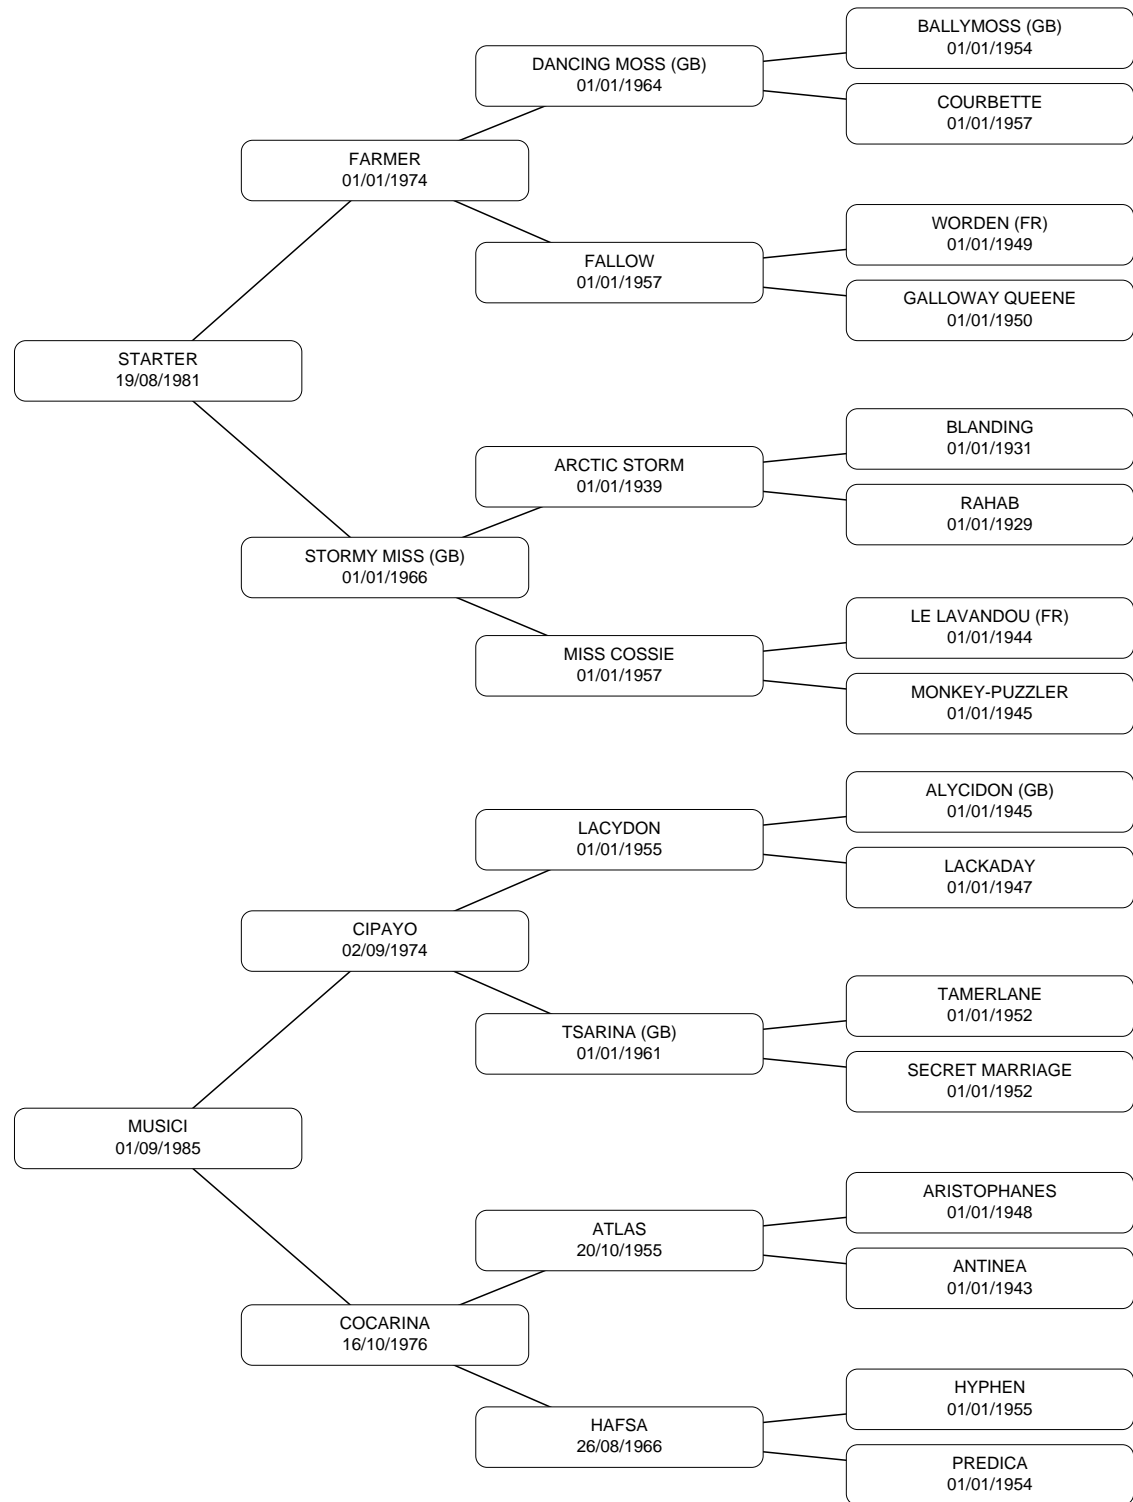 BALLYMOSS (GB)
01/01/1954
DANCING MOSS (GB)
01/01/1964
COURBETTE
01/01/1957
FARMER
01/01/1974
WORDEN (FR)
01/01/1949
FALLOW
01/01/1957
GALLOWAY QUEENE
01/01/1950
STARTER
19/08/1981
BLANDING
01/01/1931
ARCTIC STORM
01/01/1939
RAHAB
01/01/1929
STORMY MISS (GB)
01/01/1966
LE LAVANDOU (FR)
01/01/1944
MISS COSSIE
01/01/1957
MONKEY-PUZZLER
01/01/1945
ALYCIDON (GB)
01/01/1945
LACYDON
01/01/1955
LACKADAY
01/01/1947
CIPAYO
02/09/1974
TAMERLANE
01/01/1952
TSARINA (GB)
01/01/1961
SECRET MARRIAGE
01/01/1952
MUSICI
01/09/1985
ARISTOPHANES
01/01/1948
ATLAS
20/10/1955
ANTINEA
01/01/1943
COCARINA
16/10/1976
HYPHEN
01/01/1955
HAFSA
26/08/1966
PREDICA
01/01/1954